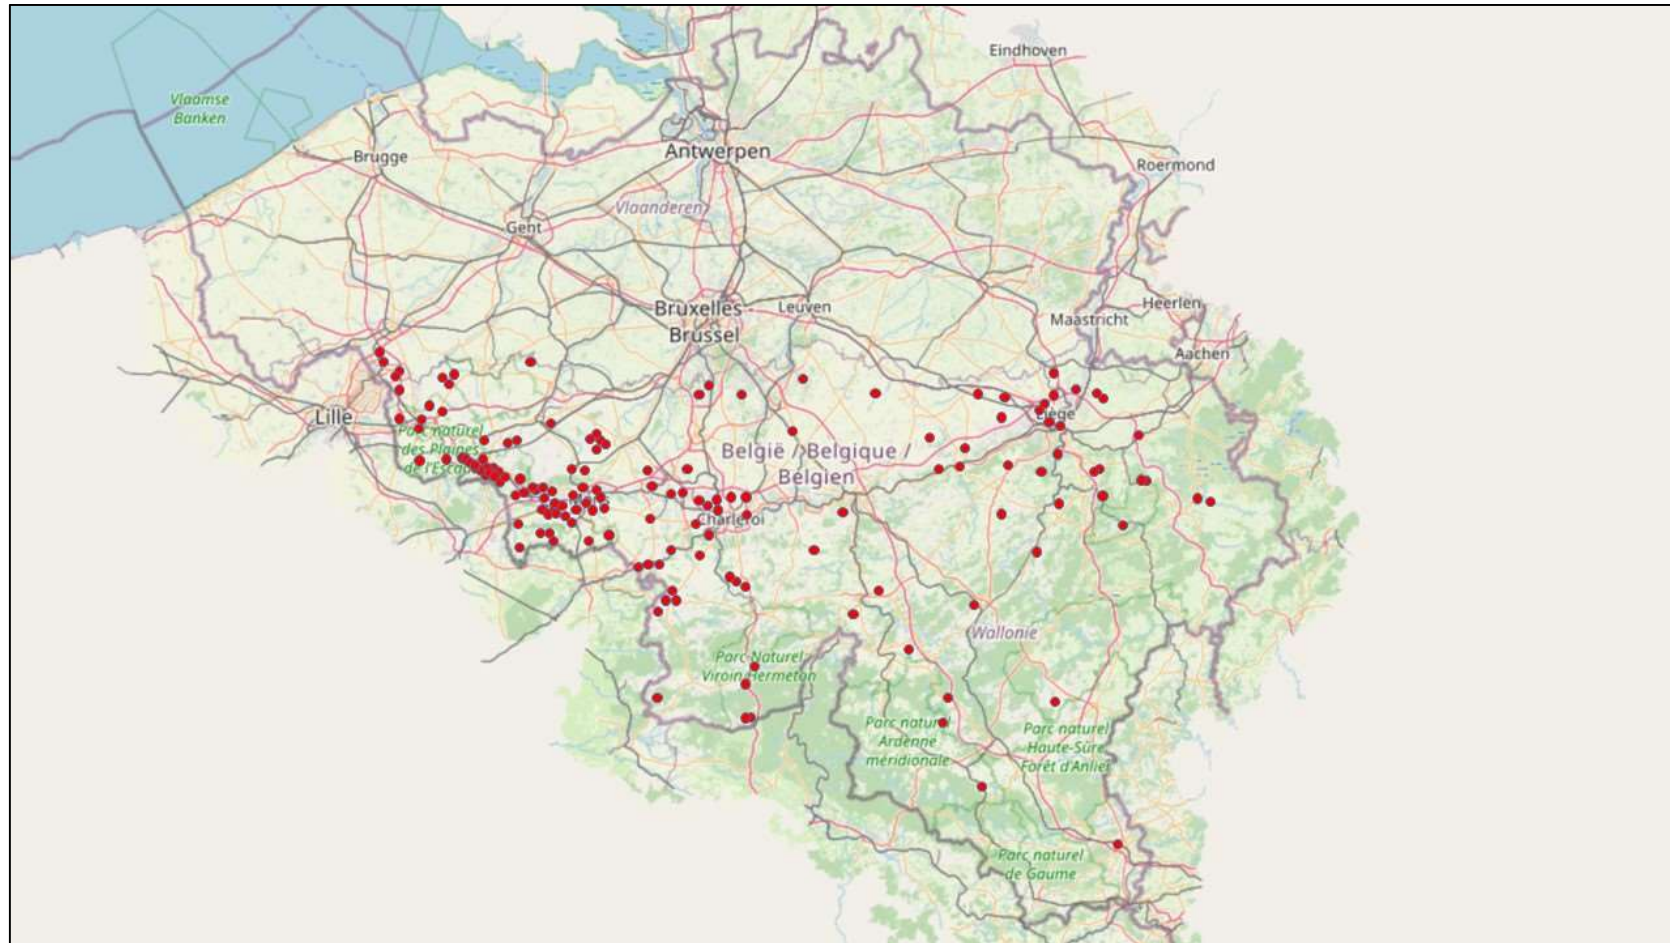 Eindhoven
Vlaamse
Banken
Brugge
Antwerpen
Roermond
Vlaanderen
Gent
Bruxelles -
Brussel
Leuven
Heerlen
Maastricht
Aachen
Lille
Liège
Parc naturel
des Plaines
de l'Escaut
België / Belgique /
Belgien
Charleroi
Wallonie
Parc Naturel
Viroin Hermeton
Parc naturel
Ardenne
méridionale
Parc naturel
Haute-Sûre
Forêt d'Anlier
Parc naturel
de Gaume